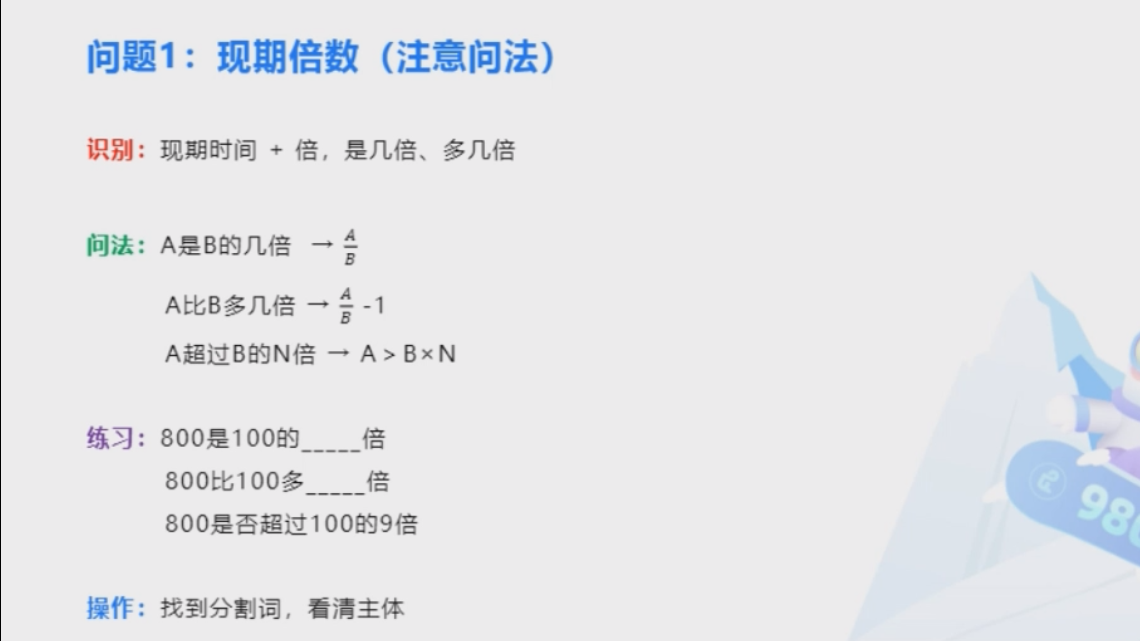 问题1：现期倍数（注意问法）
识别：现期时间 + 倍，是几倍、多几倍
问法：A是B的几倍 → A/B
A比B多几倍 → A/B -1
A超过B的N倍 → A > B×N
练习：800是100的_____倍
800比100多_____倍
800是否超过100的9倍
操作：找到分割词，看清主体